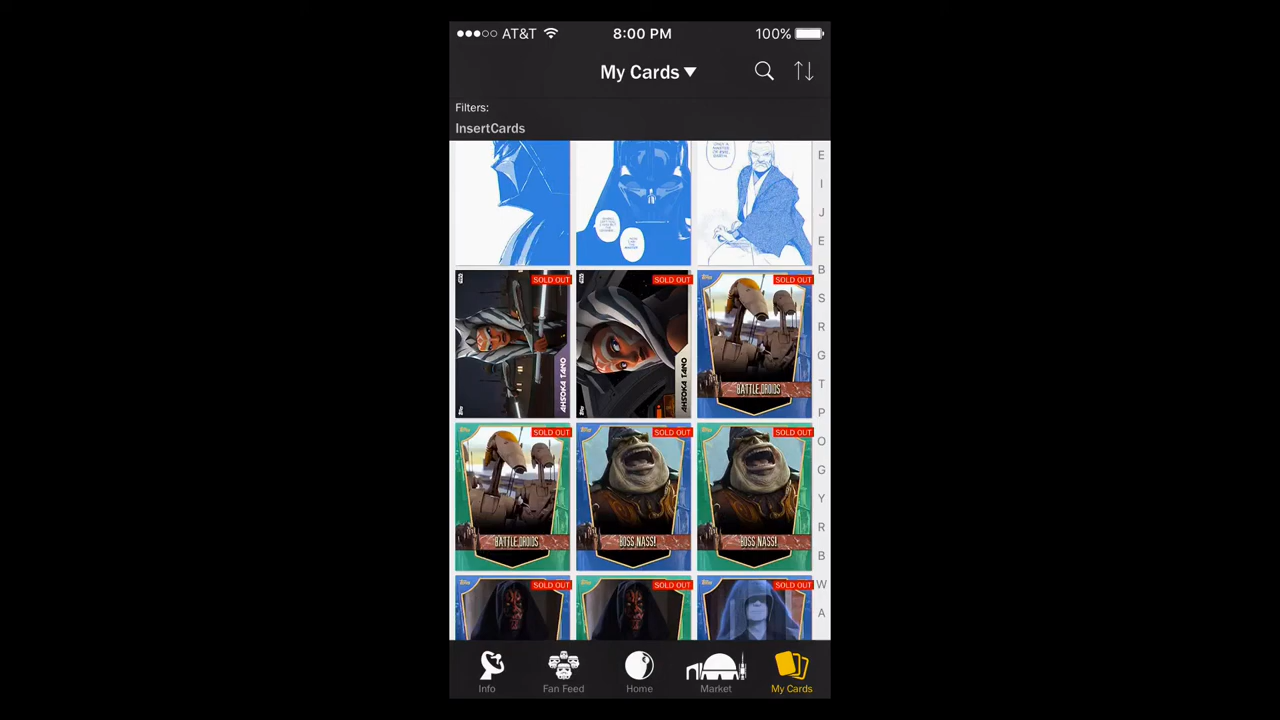 AT&T 8:00 PM 100%
My Cards
Filters:
InsertCards
E
I
J
E
B
S
R
G
T
P
O
G
Y
R
B
W
A
SOLD OUT SOLD OUT SOLD OUT
AHSOKA TANO AHSOKA TANO BATTLE DROIDS
SOLD OUT SOLD OUT SOLD OUT
BATTLE DROIDS BOSS NASS! BOSS NASS!
SOLD OUT SOLD OUT SOLD OUT
Info Fan Feed Home Market My Cards